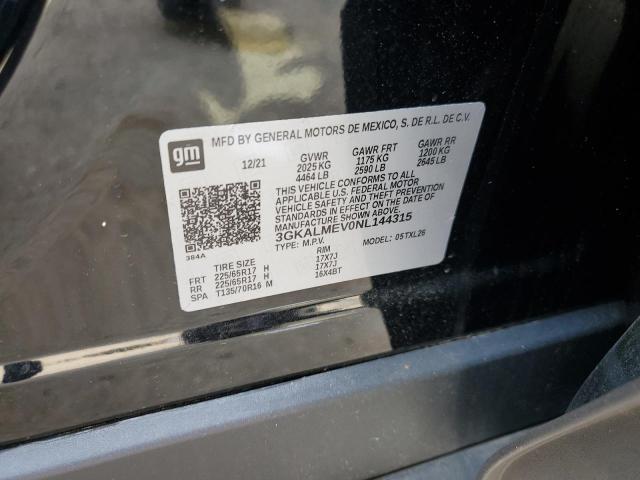 gm
MFD BY GENERAL MOTORS DE MEXICO, S. DE R.L. DE C.V.
12/21 GVWR GAWR FRT GAWR RR
2025 KG 1175 KG 1200 KG
4464 LB 2590 LB 2645 LB
THIS VEHICLE CONFORMS TO ALL
APPLICABLE U.S. FEDERAL MOTOR
VEHICLE SAFETY AND THEFT PREVENTION
STANDARDS IN EFFECT ON THE DATE
OF MANUFACTURE SHOWN ABOVE.
3GKALMEV0NL144315
TYPE: M.P.V. MODEL: 05TXL26
384A
TIRE SIZE RIM
FRT 225/65R17 H 17X7J
RR 225/65R17 H 17X7J
SPA T135/70R16 M 16X4BT